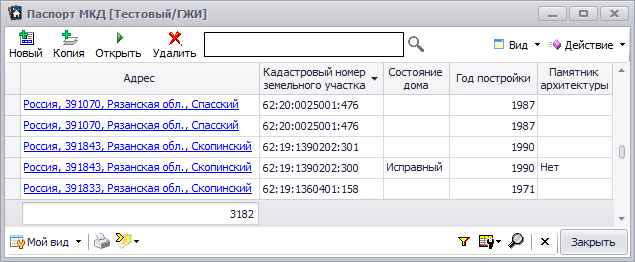 Паспорт МКД [Тестовый/ГЖИ]
Новый Копия Открыть Удалить Вид Действие
Адрес Кадастровый номер земельного участка Состояние дома Год постройки Памятник архитектуры
Россия, 391070, Рязанская обл., Спасский 62:20:0025001:476 1987
Россия, 391070, Рязанская обл., Спасский 62:20:0025001:476 1987
Россия, 391843, Рязанская обл., Скопинский 62:19:1390202:301 1990
Россия, 391843, Рязанская обл., Скопинский 62:19:1390202:300 Исправный 1990 Нет
Россия, 391833, Рязанская обл., Скопинский 62:19:1360401:158 1971
3182
Мой вид Закрыть